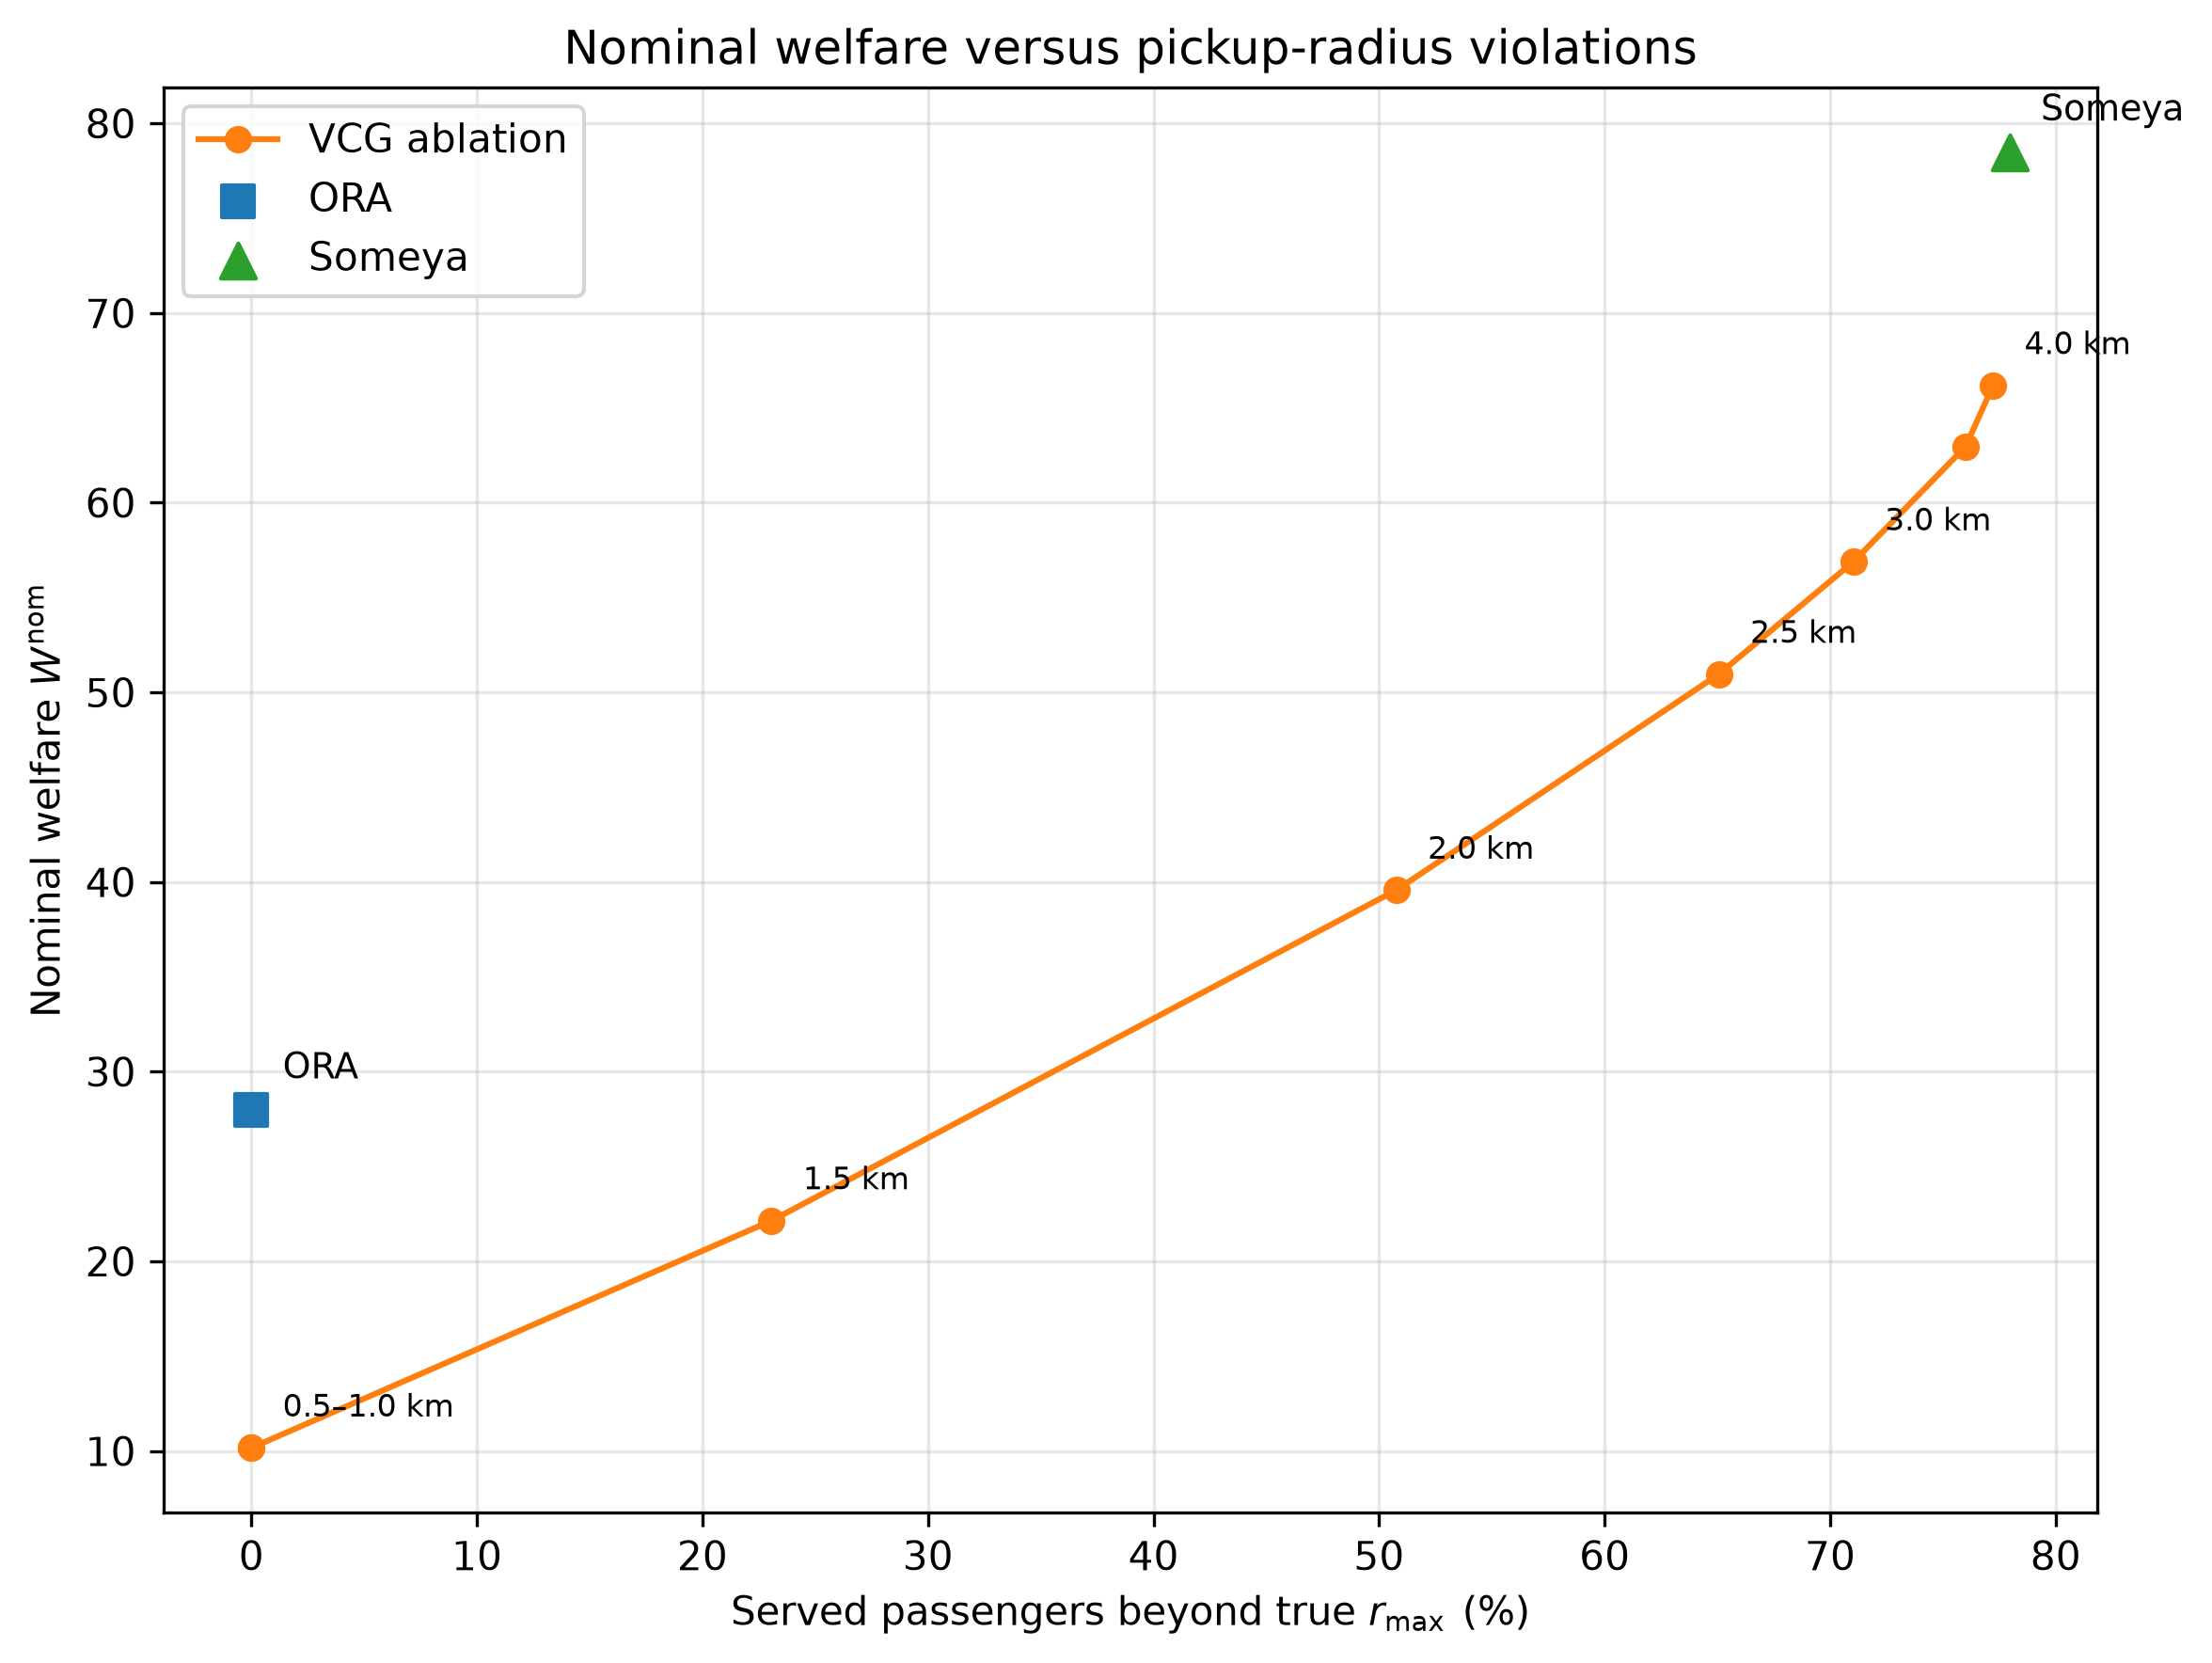 Nominal welfare versus pickup-radius violations
VCG ablation
ORA
Someya
Someya
4.0 km
3.0 km
2.5 km
2.0 km
1.5 km
0.5–1.0 km
ORA
80
70
60
50
40
30
20
10
Nominal welfare W^nom
0 10 20 30 40 50 60 70 80
Served passengers beyond true r_max (%)